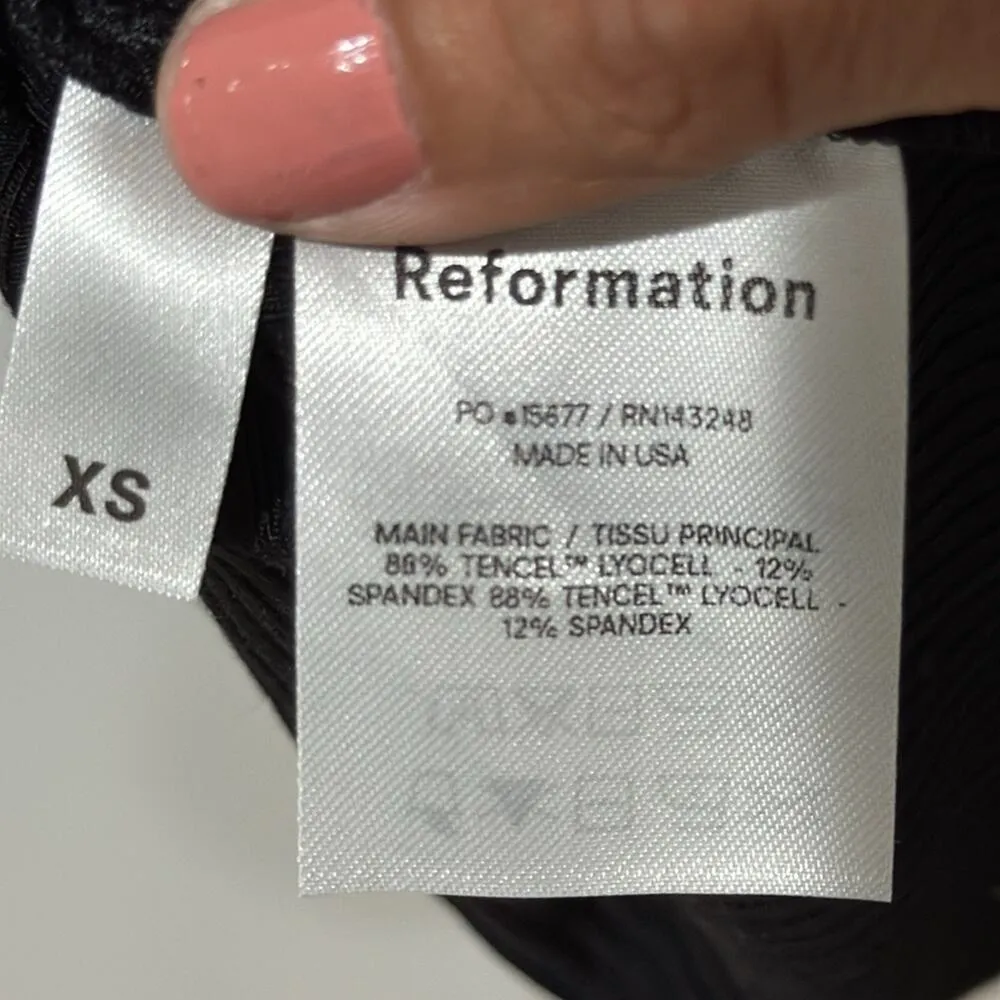 XS
Reformation
PO #15677 / RN143248
MADE IN USA
MAIN FABRIC / TISSU PRINCIPAL
88% TENCEL™ LYOCELL - 12%
SPANDEX 88% TENCEL™ LYOCELL -
12% SPANDEX